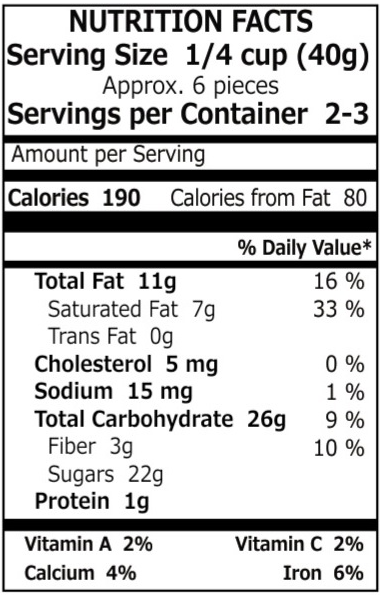 NUTRITION FACTS
Serving Size 1/4 cup (40g)
Approx. 6 pieces
Servings per Container 2-3
Amount per Serving
Calories 190 Calories from Fat 80
% Daily Value*
Total Fat 11g 16 %
Saturated Fat 7g 33 %
Trans Fat 0g
Cholesterol 5 mg 0 %
Sodium 15 mg 1 %
Total Carbohydrate 26g 9 %
Fiber 3g 10 %
Sugars 22g
Protein 1g
Vitamin A 2% Vitamin C 2%
Calcium 4% Iron 6%